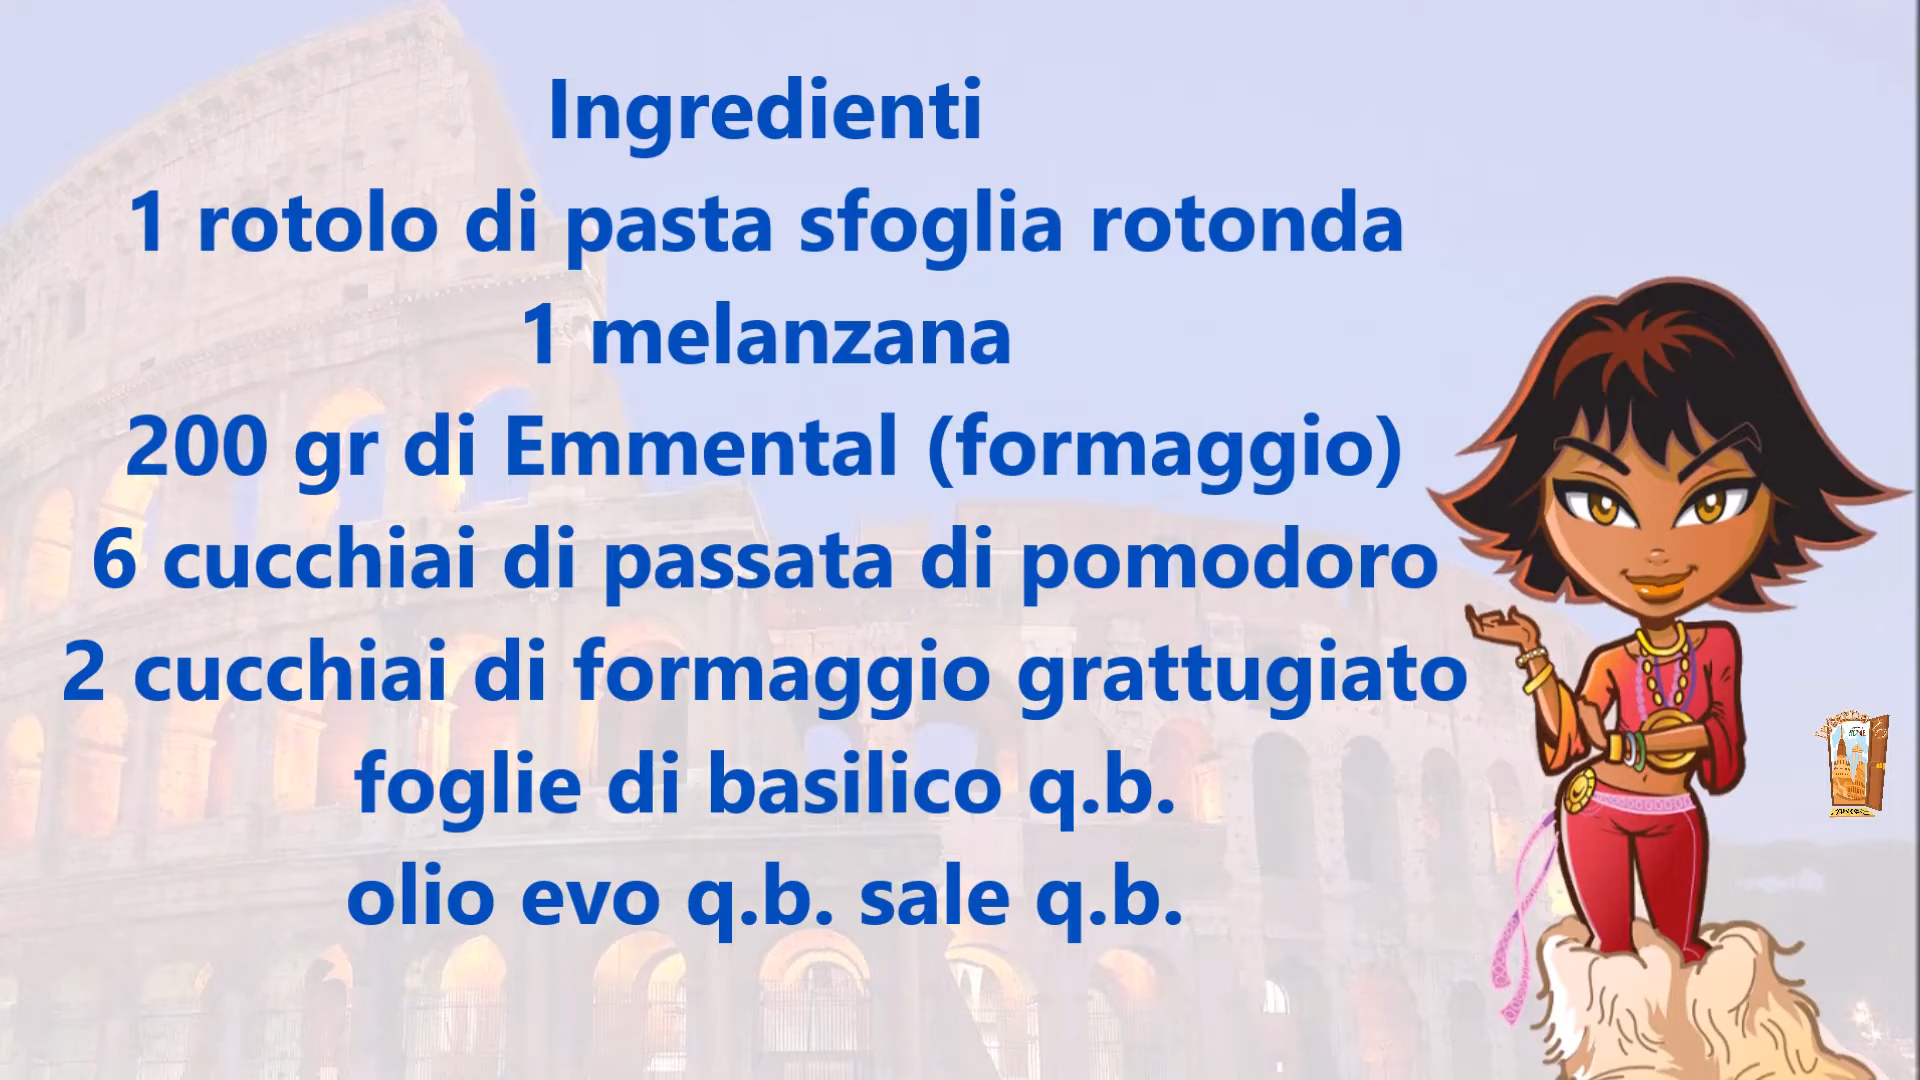 Ingredienti
1 rotolo di pasta sfoglia rotonda
1 melanzana
200 gr di Emmental (formaggio)
6 cucchiai di passata di pomodoro
2 cucchiai di formaggio grattugiato
foglie di basilico q.b.
olio evo q.b. sale q.b.